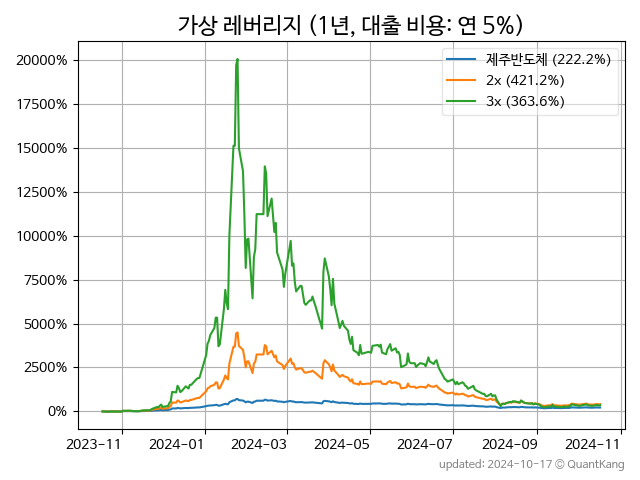 가상 레버리지 (1년, 대출 비용: 연 5%)
제주반도체 (222.2%)
2x (421.2%)
3x (363.6%)
20000%
17500%
15000%
12500%
10000%
7500%
5000%
2500%
0%
2023-11 2024-01 2024-03 2024-05 2024-07 2024-09 2024-11
updated: 2024-10-17 © QuantKang